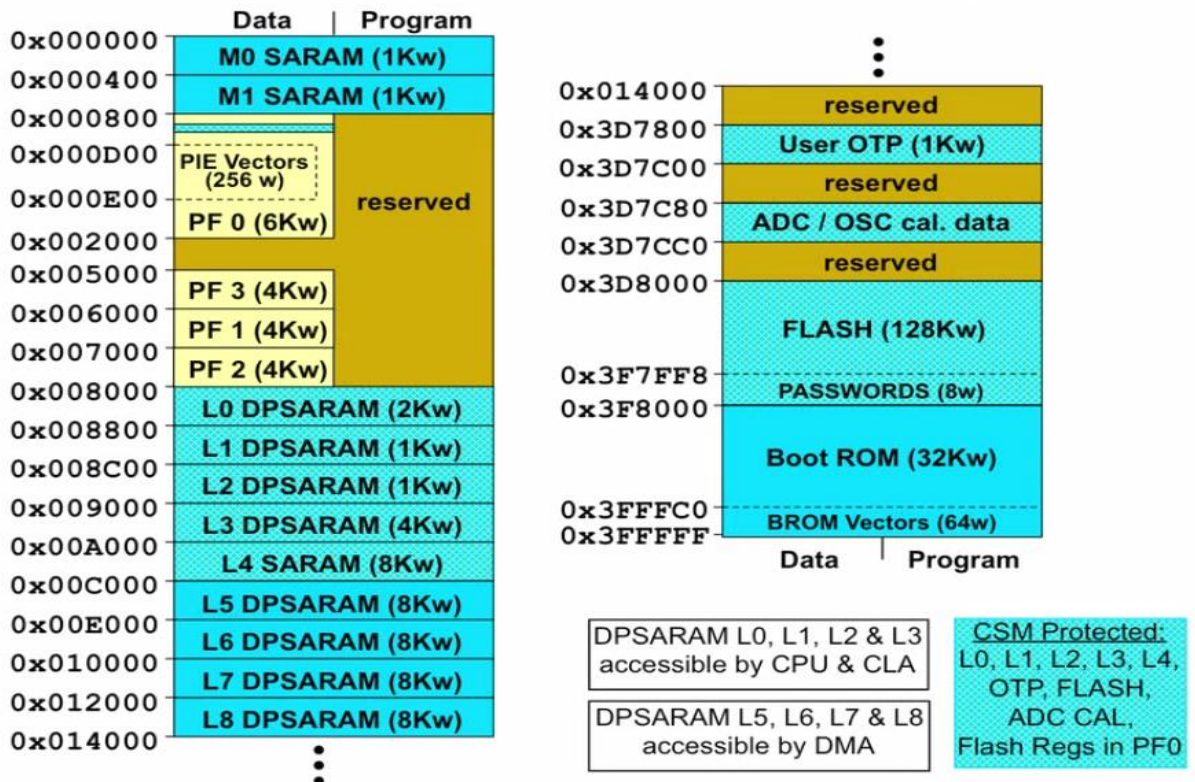 Data | Program
0x000000
M0 SARAM (1Kw)
0x000400
M1 SARAM (1Kw)
0x000800
0x000D00
PIE Vectors
(256 w)
0x000E00
reserved
PF 0 (6Kw)
0x002000
0x005000
PF 3 (4Kw)
0x006000
PF 1 (4Kw)
0x007000
PF 2 (4Kw)
0x008000
L0 DPSARAM (2Kw)
0x008800
L1 DPSARAM (1Kw)
0x008C00
L2 DPSARAM (1Kw)
0x009000
L3 DPSARAM (4Kw)
0x00A000
L4 SARAM (8Kw)
0x00C000
L5 DPSARAM (8Kw)
0x00E000
L6 DPSARAM (8Kw)
0x010000
L7 DPSARAM (8Kw)
0x012000
L8 DPSARAM (8Kw)
0x014000
0x014000
reserved
0x3D7800
User OTP (1Kw)
0x3D7C00
reserved
0x3D7C80
ADC / OSC cal. data
0x3D7CC0
reserved
0x3D8000
FLASH (128Kw)
0x3F7FF8
PASSWORDS (8w)
0x3F8000
Boot ROM (32Kw)
0x3FFFC0
BROM Vectors (64w)
0x3FFFFF
Data | Program
DPSARAM L0, L1, L2 & L3
accessible by CPU & CLA
DPSARAM L5, L6, L7 & L8
accessible by DMA
CSM Protected:
L0, L1, L2, L3, L4,
OTP, FLASH,
ADC CAL,
Flash Regs in PF0